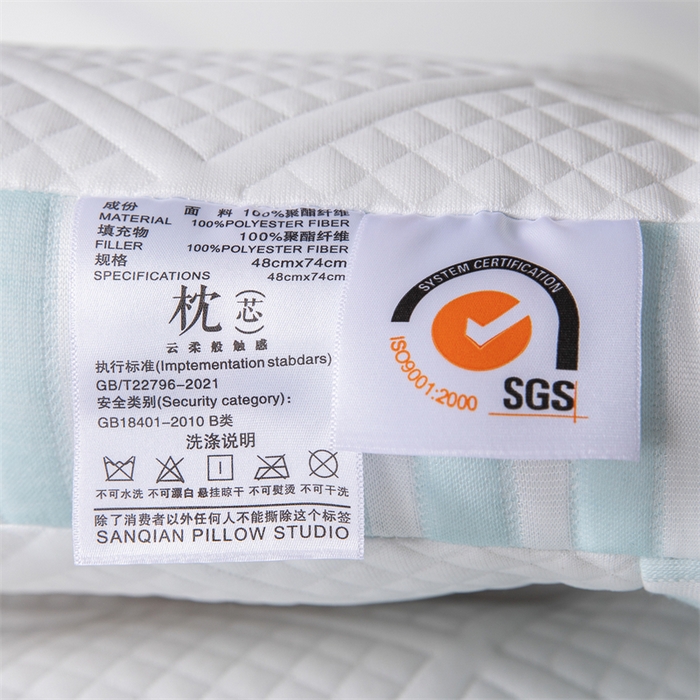 成份 面 料 100%聚酯纤维
MATERIAL 100%POLYESTER FIBER
填充物 100%聚酯纤维
FILLER 100%POLYESTER FIBER
规格 48cmx74cm
SPECIFICATIONS 48cmx74cm
枕(芯)
云柔般触感
执行标准(Imptementation stabdars)
GB/T22796-2021
安全类别(Security category):
GB18401-2010 B类
洗涤说明
不可水洗 不可漂白 悬挂晾干 不可熨烫 不可干洗
除了消费者以外任何人不能撕除这个标签
SANQIAN PILLOW STUDIO
SYSTEM CERTIFICATION
ISO9001:2000
SGS